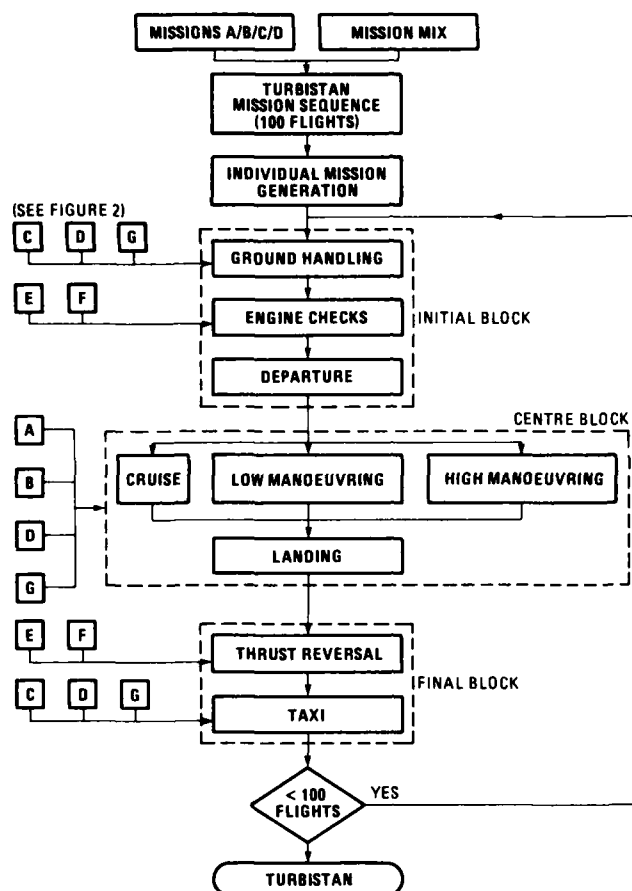 MISSIONS A/B/C/D
MISSION MIX
TURBISTAN
MISSION SEQUENCE
(100 FLIGHTS)
INDIVIDUAL MISSION
GENERATION
(SEE FIGURE 2)
C D G
GROUND HANDLING
E F
ENGINE CHECKS
INITIAL BLOCK
DEPARTURE
CENTRE BLOCK
A
B
D
G
CRUISE
LOW MANOEUVRING
HIGH MANOEUVRING
LANDING
E F
THRUST REVERSAL
FINAL BLOCK
C D G
TAXI
< 100
FLIGHTS
YES
TURBISTAN